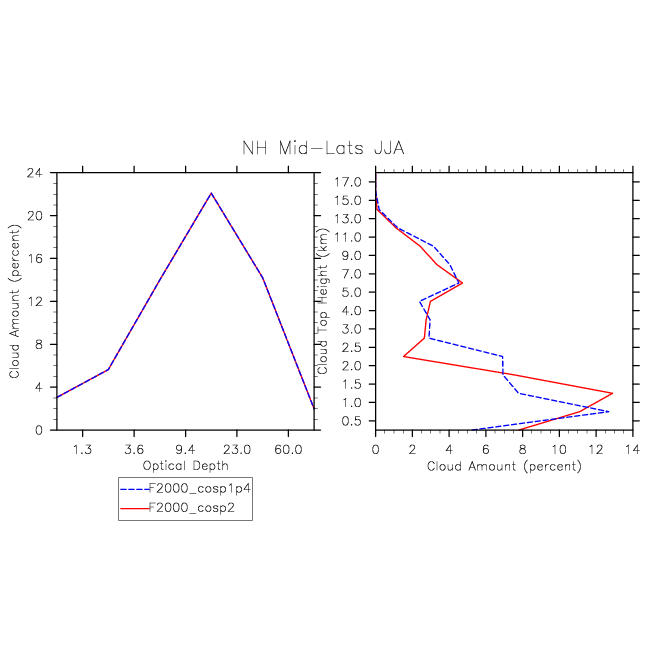 NH Mid-Lats JJA
Cloud Amount (percent)
24
20
16
12
8
4
0
1.3 3.6 9.4 23.0 60.0
Optical Depth
Cloud Top Height (km)
17.0
15.0
13.0
11.0
9.0
7.0
5.0
4.0
3.0
2.5
2.0
1.5
1.0
0.5
0 2 4 6 8 10 12 14
Cloud Amount (percent)
F2000_cosp1p4
F2000_cosp2